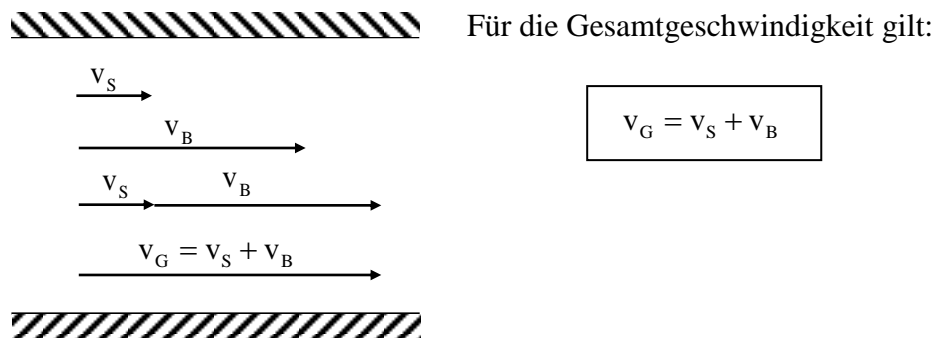 Für die Gesamtgeschwindigkeit gilt:
v_S
v_B
v_S v_B
v_G = v_S + v_B
v_G = v_S + v_B